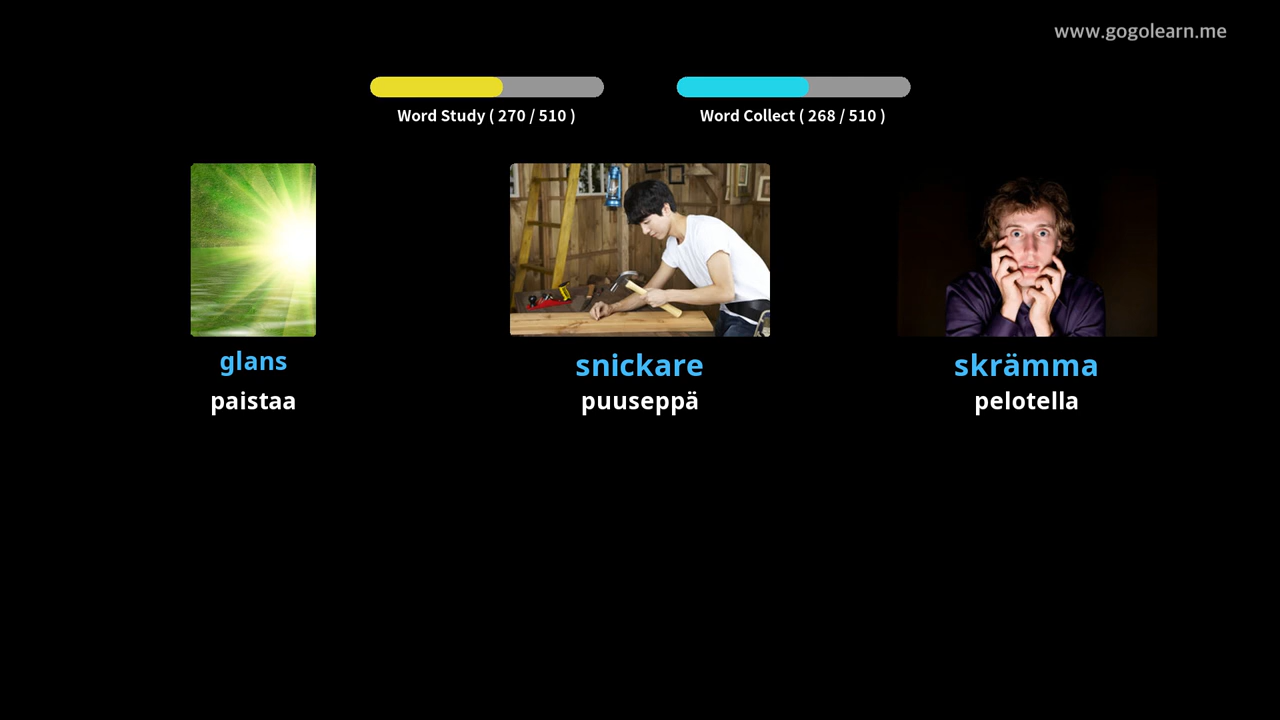 www.gogolearn.me
Word Study ( 270 / 510 )
Word Collect ( 268 / 510 )
glans
paistaa
snickare
puuseppä
skrämma
pelotella